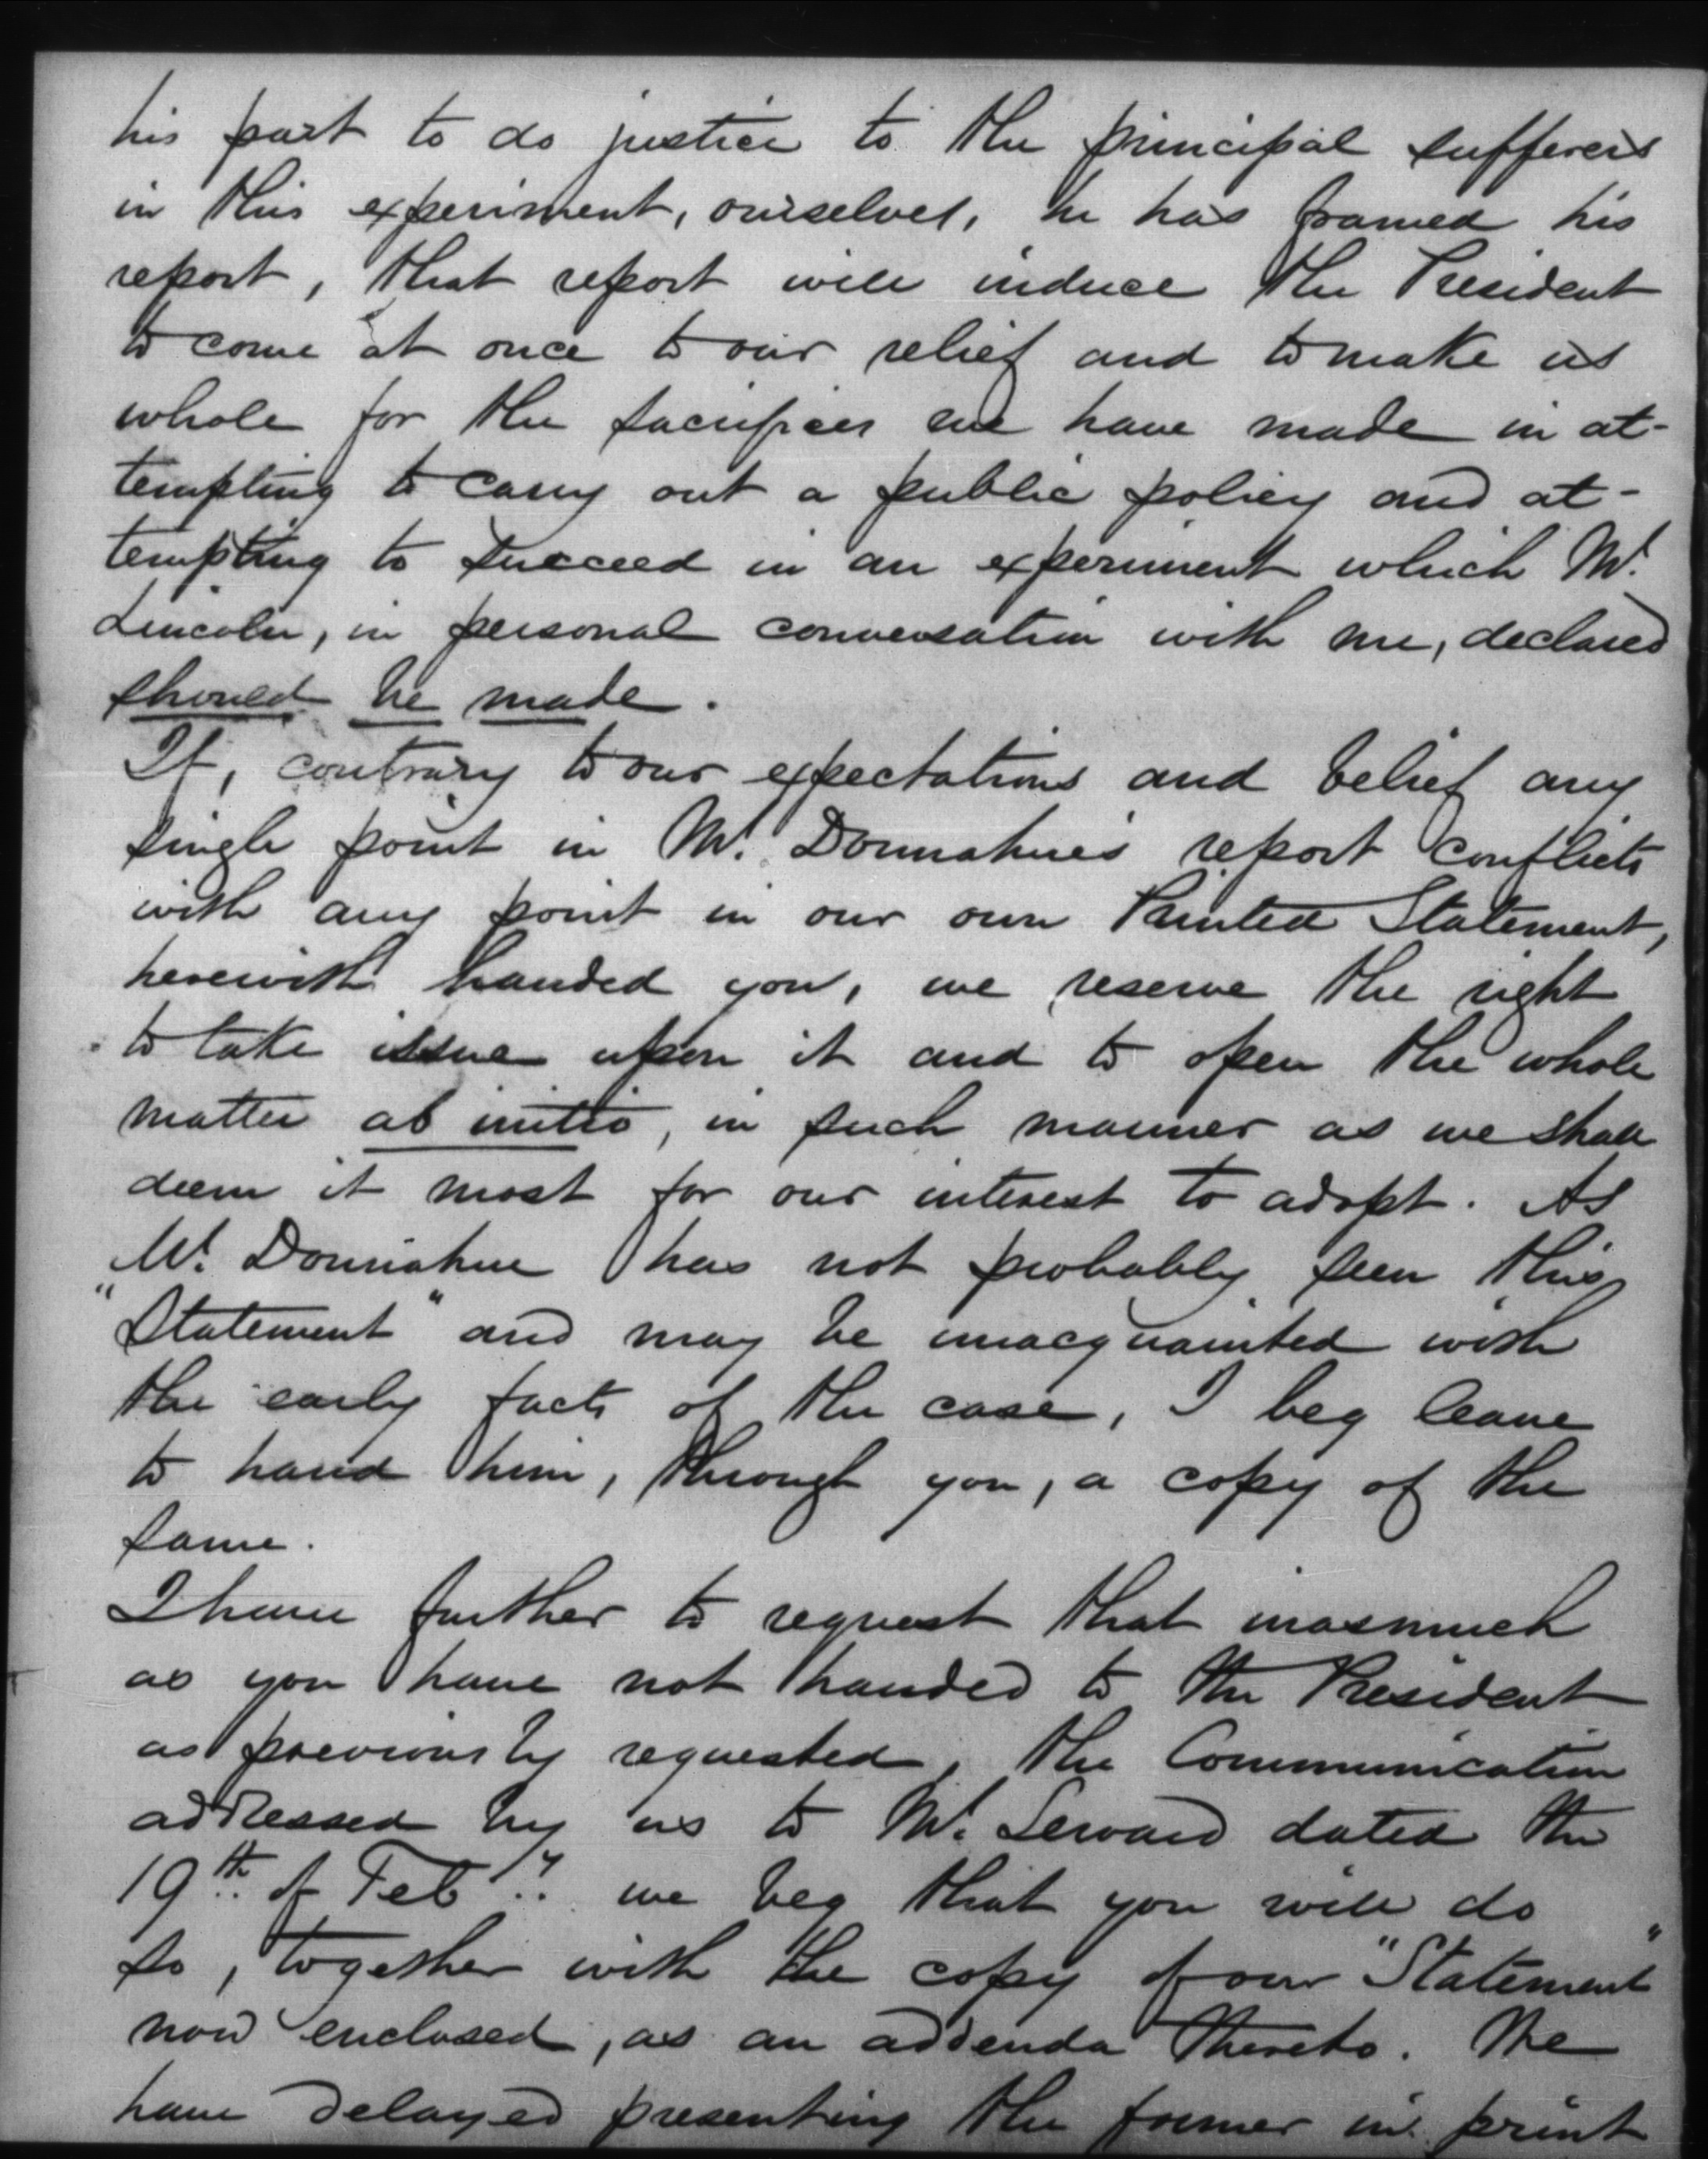 his part to do justice to the principal sufferers
in this experiment, ourselves, he has framed his
report, that report will induce the President
to come at once to our relief and to make us
whole for the sacrifices we have made in at-
tempting to carry out a public policy and at-
tempting to succeed in an experiment which Mr.
Lincoln, in personal conversation with me, declared
should be made.
If, contrary to our expectations and belief any
single point in Mr. Donnahue's report conflicts
with any point in our own Printed Statement,
herewith handed you, we reserve the right
to take issue upon it and to open the whole
matter ab initio, in such manner as we shall
deem it most for our interest to adopt. As
Mr. Donnahue has not probably seen this
"Statement" and may be unacquainted with
the early facts of the case, I beg leave
to hand him, through you, a copy of the
same.
I have further to request that inasmuch
as you have not handed to the President
as previously requested, the Communication
addressed by us to Mr. Seward dated the
19th of Feby. we beg that you will do
so, together with the copy of our "Statement"
now enclosed, as an addenda thereto. We
have delayed presenting the former in print